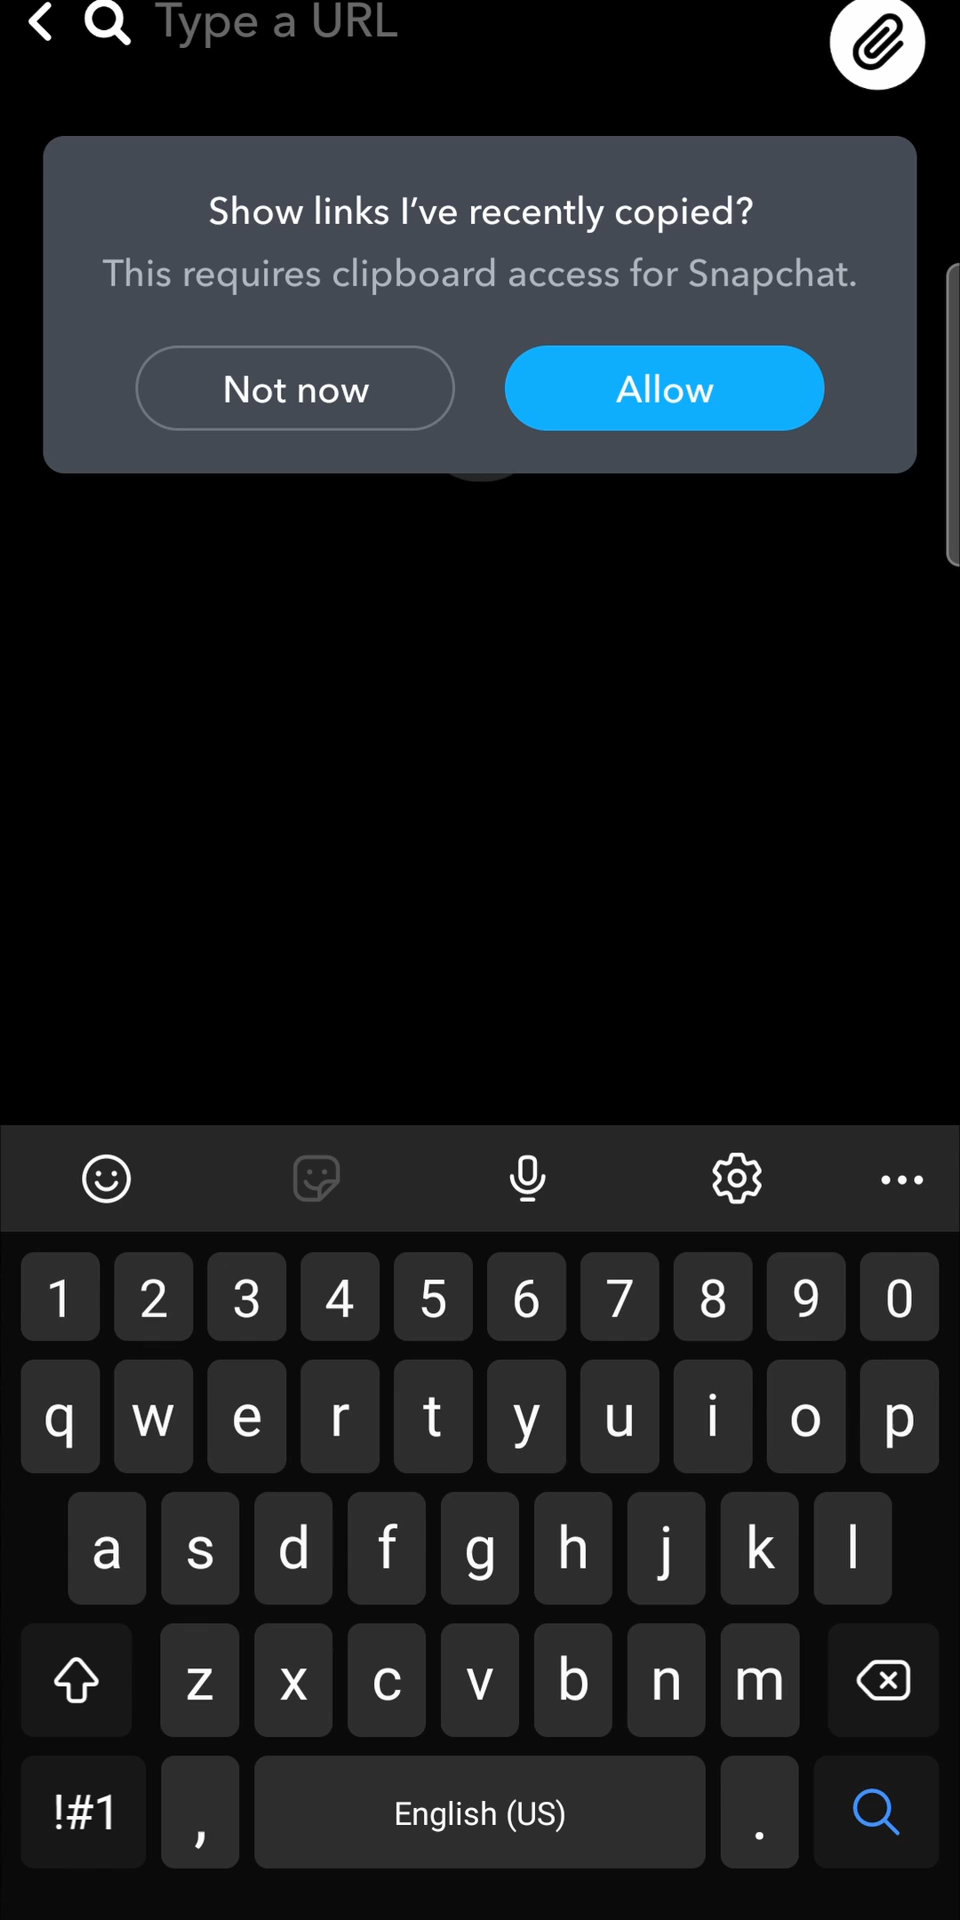 Type a URL
Show links I’ve recently copied?
This requires clipboard access for Snapchat.
Not now Allow
1 2 3 4 5 6 7 8 9 0
q w e r t y u i o p
a s d f g h j k l
z x c v b n m
!#1 , English (US) .